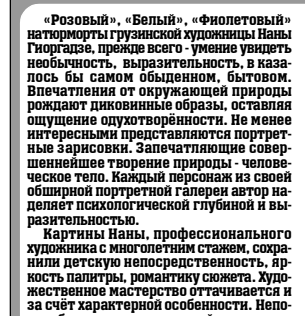 «Розовый», «Белый», «Фиолетовый»
натюрморты грузинской художницы Наны
Гиоргадзе, прежде всего - умение увидеть
необычность, выразительность, в каза-
лось бы самом обыденном, бытовом.
Впечатления от окружающей природы
рождают диковинные образы, оставляя
ощущение одухотворённости. Не менее
интересными представляются портрет-
ные зарисовки. Запечатляющие совер-
шеннейшее творение природы - челове-
ческое тело. Каждый персонаж из своей
обширной портретной галереи автор на-
деляет психологической глубиной и вы-
разительностью.
Картины Наны, профессионального
художника с многолетним стажем, сохра-
нили детскую непосредственность, яр-
кость палитры, романтику сюжета. Худо-
жественное мастерство оттачивается и
за счёт характерной особенности. Непо-